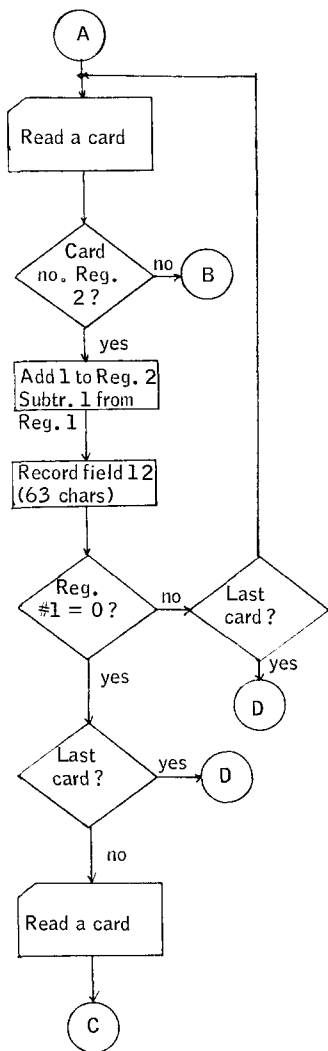 A
Read a card
Card
no. Reg.
2?
no
B
yes
Add 1 to Reg. 2
Subtr. 1 from
Reg. 1
Record field 12
(63 chars)
Reg.
#1 = 0?
no
Last
card?
yes
D
yes
Last
card?
yes
D
no
Read a card
C